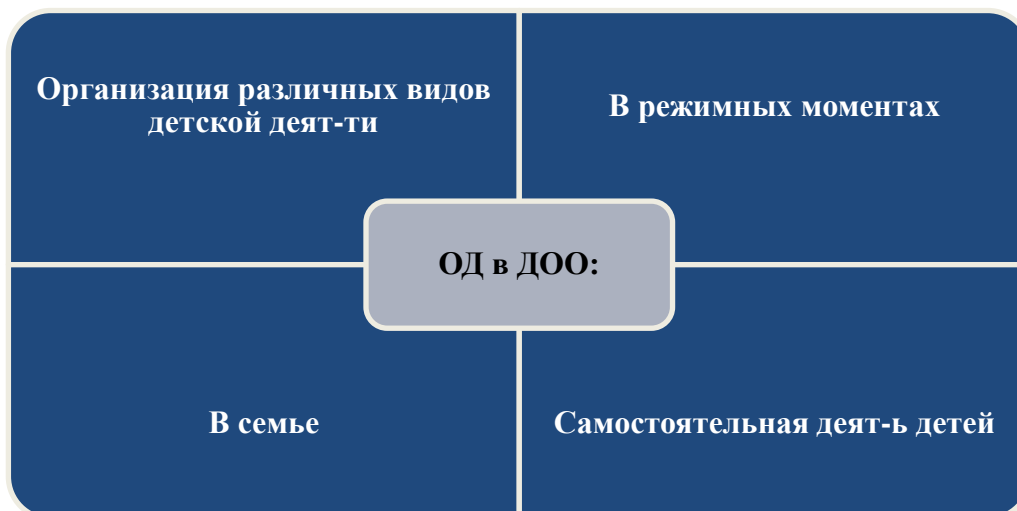 Организация различных видов
детской деят-ти
В режимных моментах
ОД в ДОО:
В семье
Самостоятельная деят-ь детей